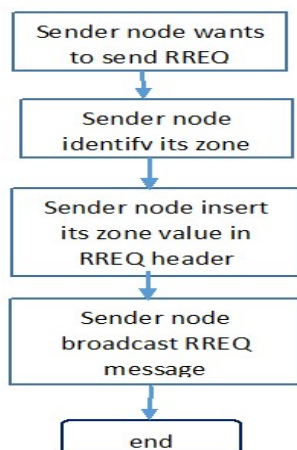 Sender node wants
to send RREQ
Sender node
identify its zone
Sender node insert
its zone value in
RREQ header
Sender node
broadcast RREQ
message
end